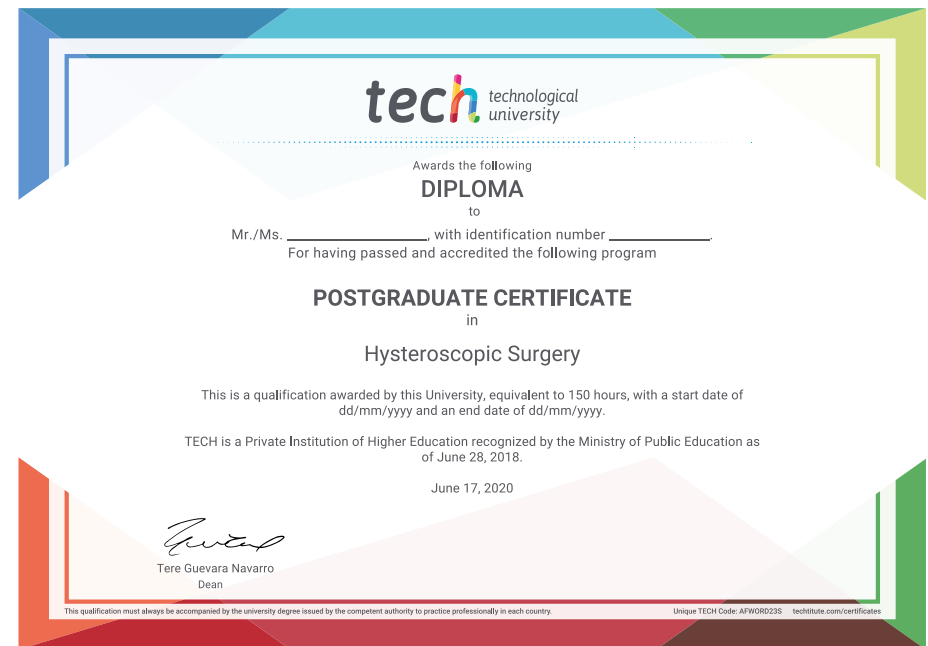 tech technological
university
Awards the following
DIPLOMA
to
Mr./Ms. ____________________, with identification number ______________.
For having passed and accredited the following program
POSTGRADUATE CERTIFICATE
in
Hysteroscopic Surgery
This is a qualification awarded by this University, equivalent to 150 hours, with a start date of
dd/mm/yyyy and an end date of dd/mm/yyyy.
TECH is a Private Institution of Higher Education recognized by the Ministry of Public Education as
of June 28, 2018.
June 17, 2020
Tere Guevara Navarro
Dean
This qualification must always be accompanied by the university degree issued by the competent authority to practice professionally in each country.
Unique TECH Code: AFWORD23S techtitute.com/certificates